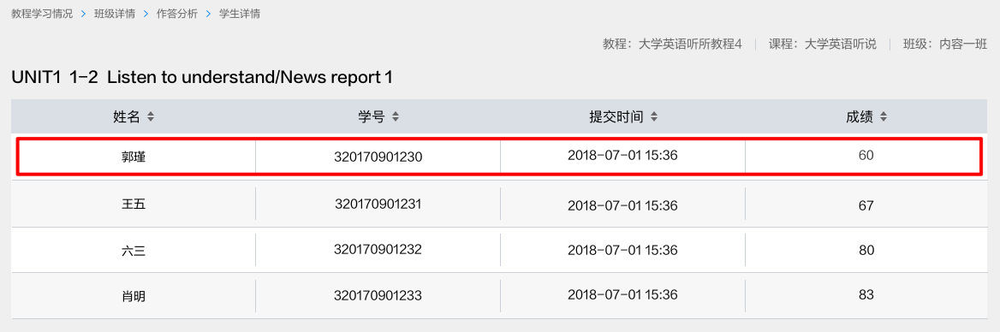 教程学习情况 > 班级详情 > 作答分析 > 学生详情
教程：大学英语听所教程4 | 课程：大学英语听说 | 班级：内容一班
UNIT1 1-2 Listen to understand/News report 1
姓名 学号 提交时间 成绩
郭瑾 320170901230 2018-07-01 15:36 60
王五 320170901231 2018-07-01 15:36 67
六三 320170901232 2018-07-01 15:36 80
肖明 320170901233 2018-07-01 15:36 83